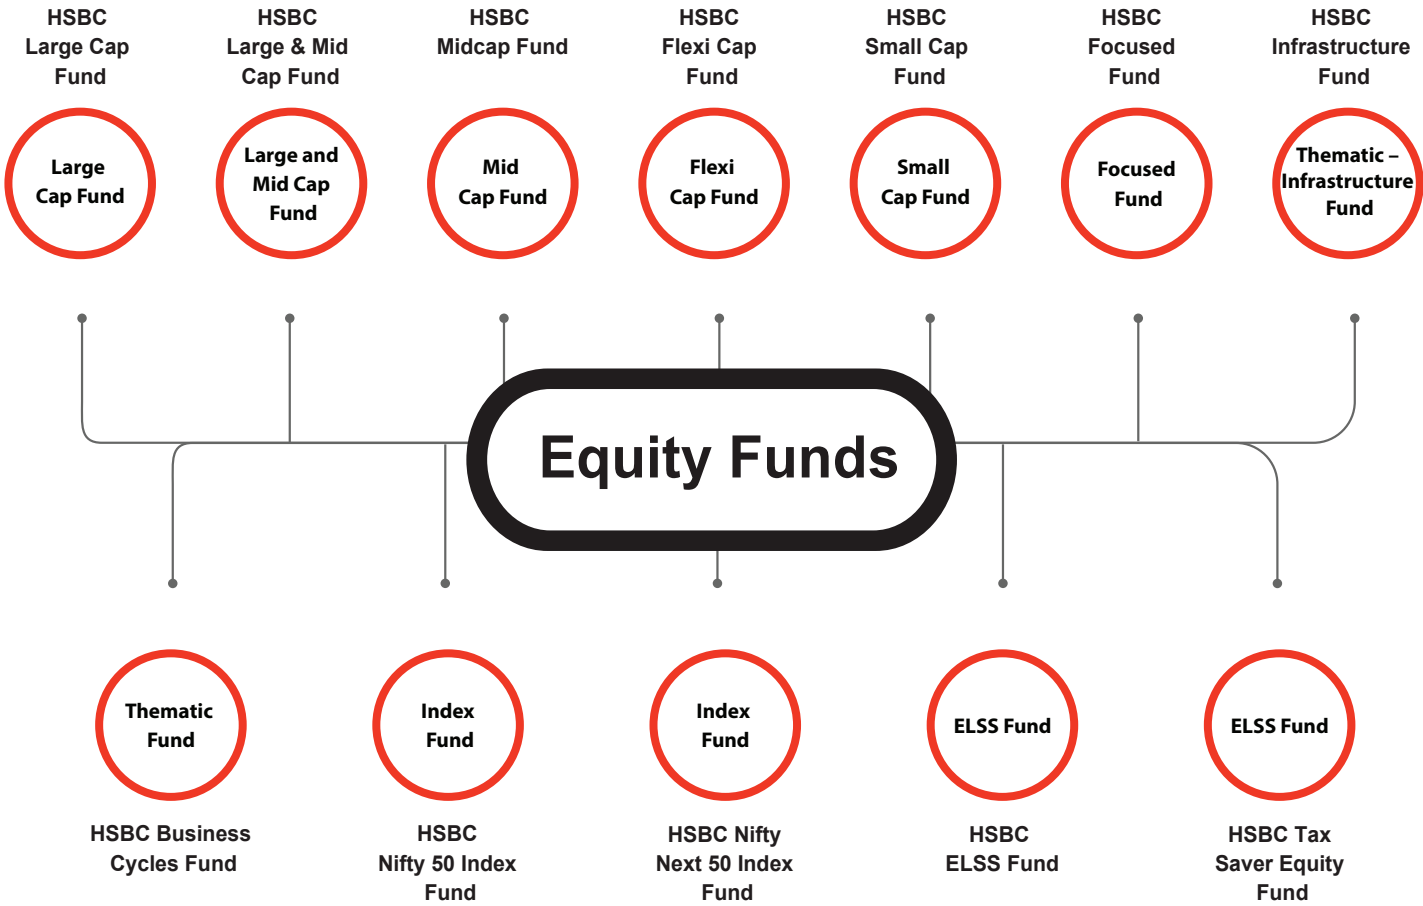 HSBC
Large Cap
Fund
HSBC
Large & Mid
Cap Fund
HSBC
Midcap Fund
HSBC
Flexi Cap
Fund
HSBC
Small Cap
Fund
HSBC
Focused
Fund
HSBC
Infrastructure
Fund
Large
Cap Fund
Large and
Mid Cap
Fund
Mid
Cap Fund
Flexi
Cap Fund
Small
Cap Fund
Focused
Fund
Thematic –
Infrastructure
Fund
Equity Funds
Thematic
Fund
Index
Fund
Index
Fund
ELSS Fund
ELSS Fund
HSBC Business
Cycles Fund
HSBC
Nifty 50 Index
Fund
HSBC Nifty
Next 50 Index
Fund
HSBC
ELSS Fund
HSBC Tax
Saver Equity
Fund